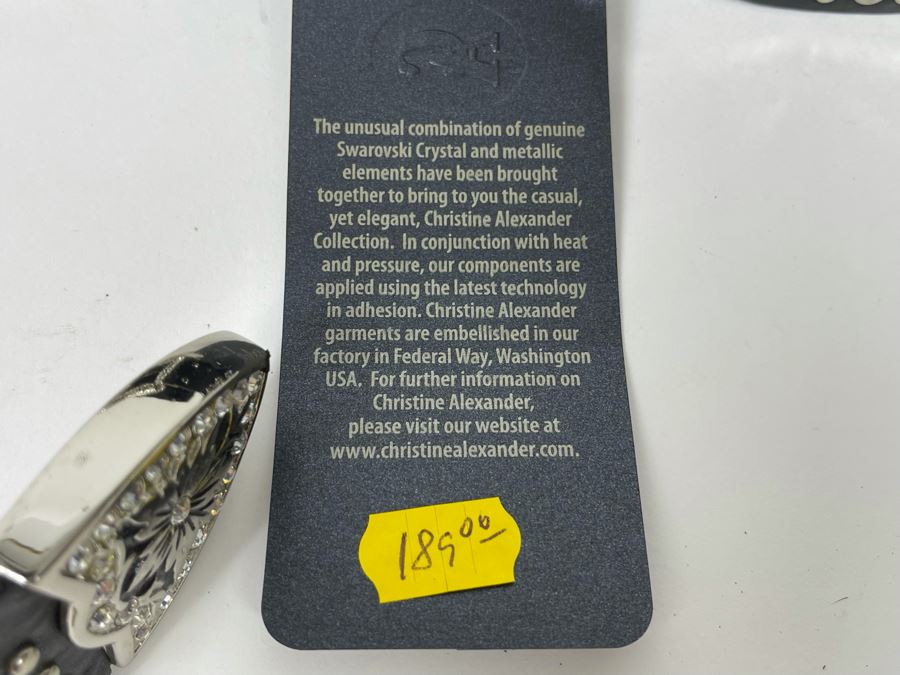 The unusual combination of genuine
Swarovski Crystal and metallic
elements have been brought
together to bring to you the casual,
yet elegant, Christine Alexander
Collection.  In conjunction with heat
and pressure, our components are
applied using the latest technology
in adhesion. Christine Alexander
garments are embellished in our
factory in Federal Way, Washington
USA.  For further information on
Christine Alexander,
please visit our website at
www.christinealexander.com.
189.00